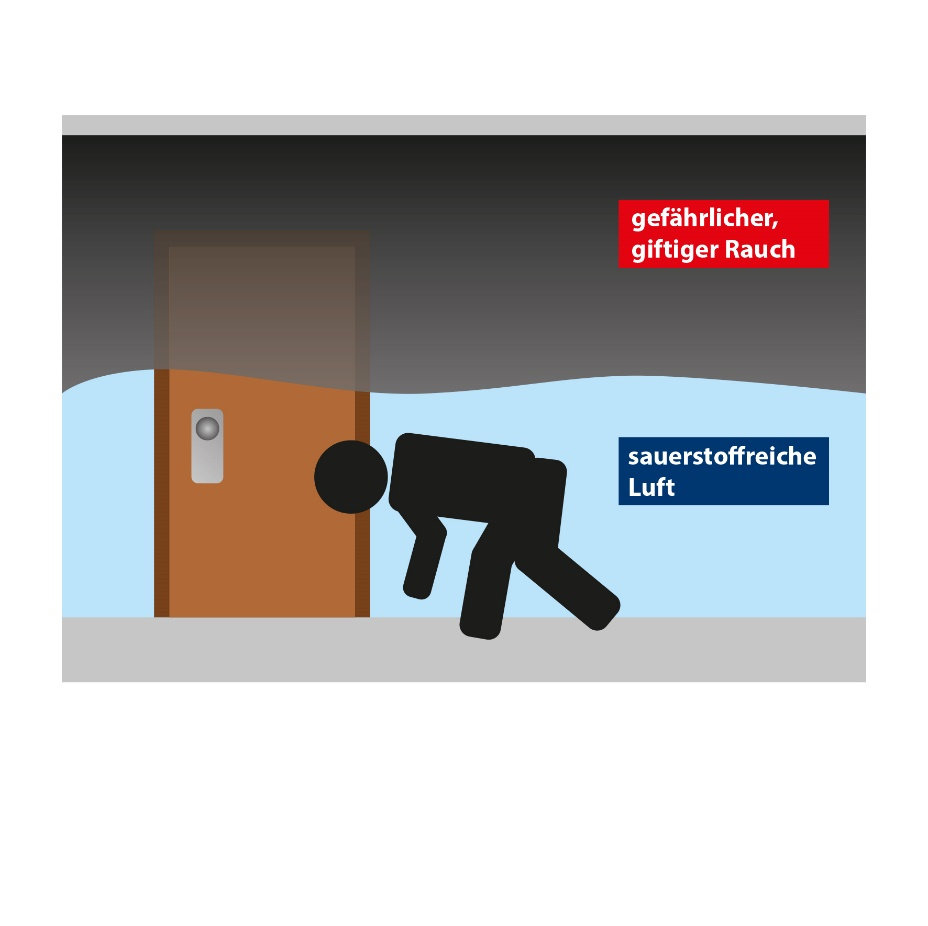 gefährlicher,
giftiger Rauch
sauerstoffreiche
Luft